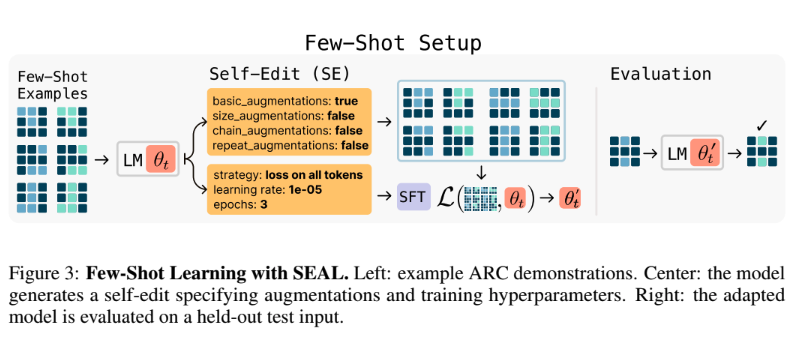 Few-Shot Setup
Few-Shot
Examples
Self-Edit (SE)
Evaluation
basic_augmentations: true
size_augmentations: false
chain_augmentations: false
repeat_augmentations: false
LM θt
strategy: loss on all tokens
learning rate: 1e-05
epochs: 3
SFT ℒ( , θt) → θ′t
LM θ′t
✓
Figure 3: Few-Shot Learning with SEAL. Left: example ARC demonstrations. Center: the model
generates a self-edit specifying augmentations and training hyperparameters. Right: the adapted
model is evaluated on a held-out test input.